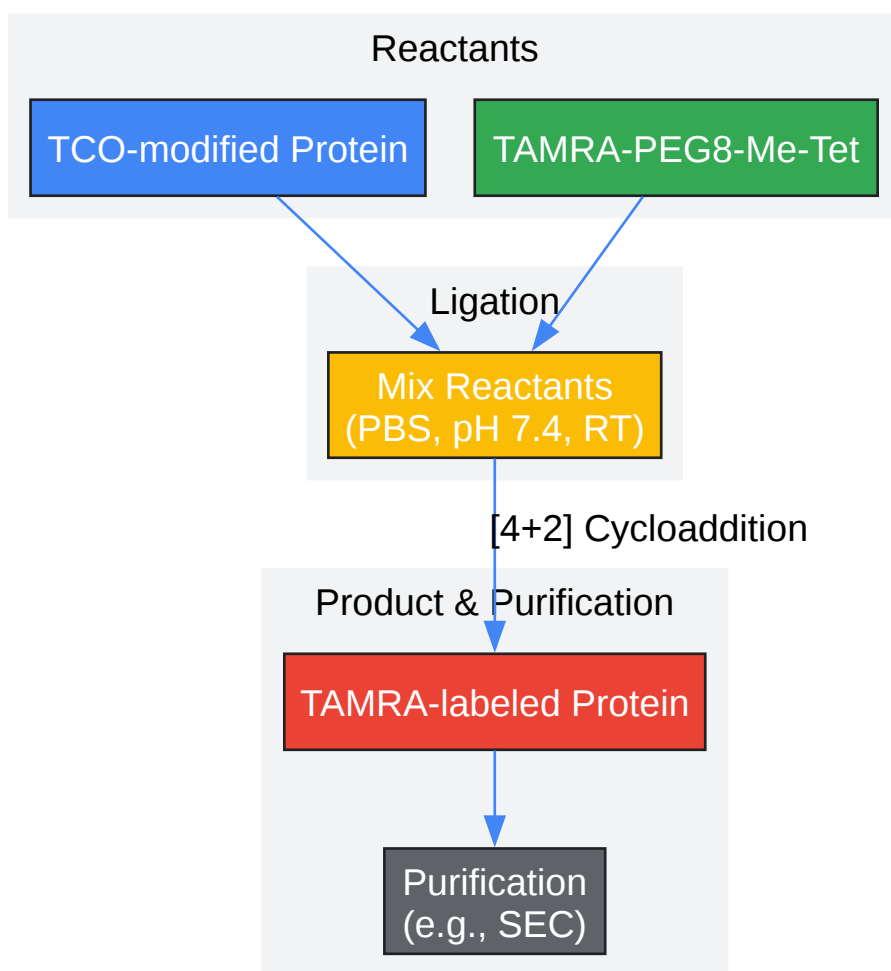 Reactants
TCO-modified Protein
TAMRA-PEG8-Me-Tet
Ligation
Mix Reactants
(PBS, pH 7.4, RT)
[4+2] Cycloaddition
Product & Purification
TAMRA-labeled Protein
Purification
(e.g., SEC)